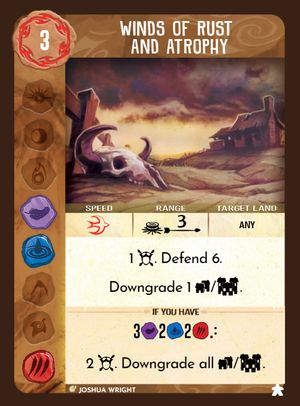 3
WINDS OF RUST
AND ATROPHY
SPEED RANGE TARGET LAND
3 ANY
1 . Defend 6.
Downgrade 1 / .
IF YOU HAVE
3 2 2 .:
2 . Downgrade all / .
JOSHUA WRIGHT